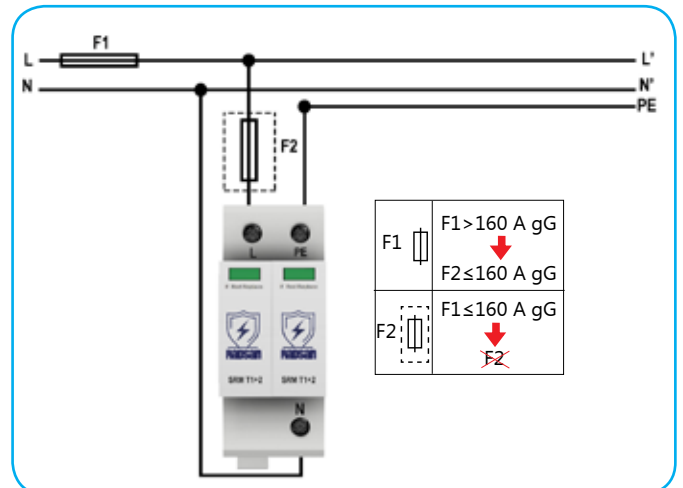 F1
L
L'
N
N'
PE
F2
L
PE
SRM T1+2
SRM T1+2
N
F1
F1>160 A gG
F2≤160 A gG
F2
F1≤160 A gG
F2